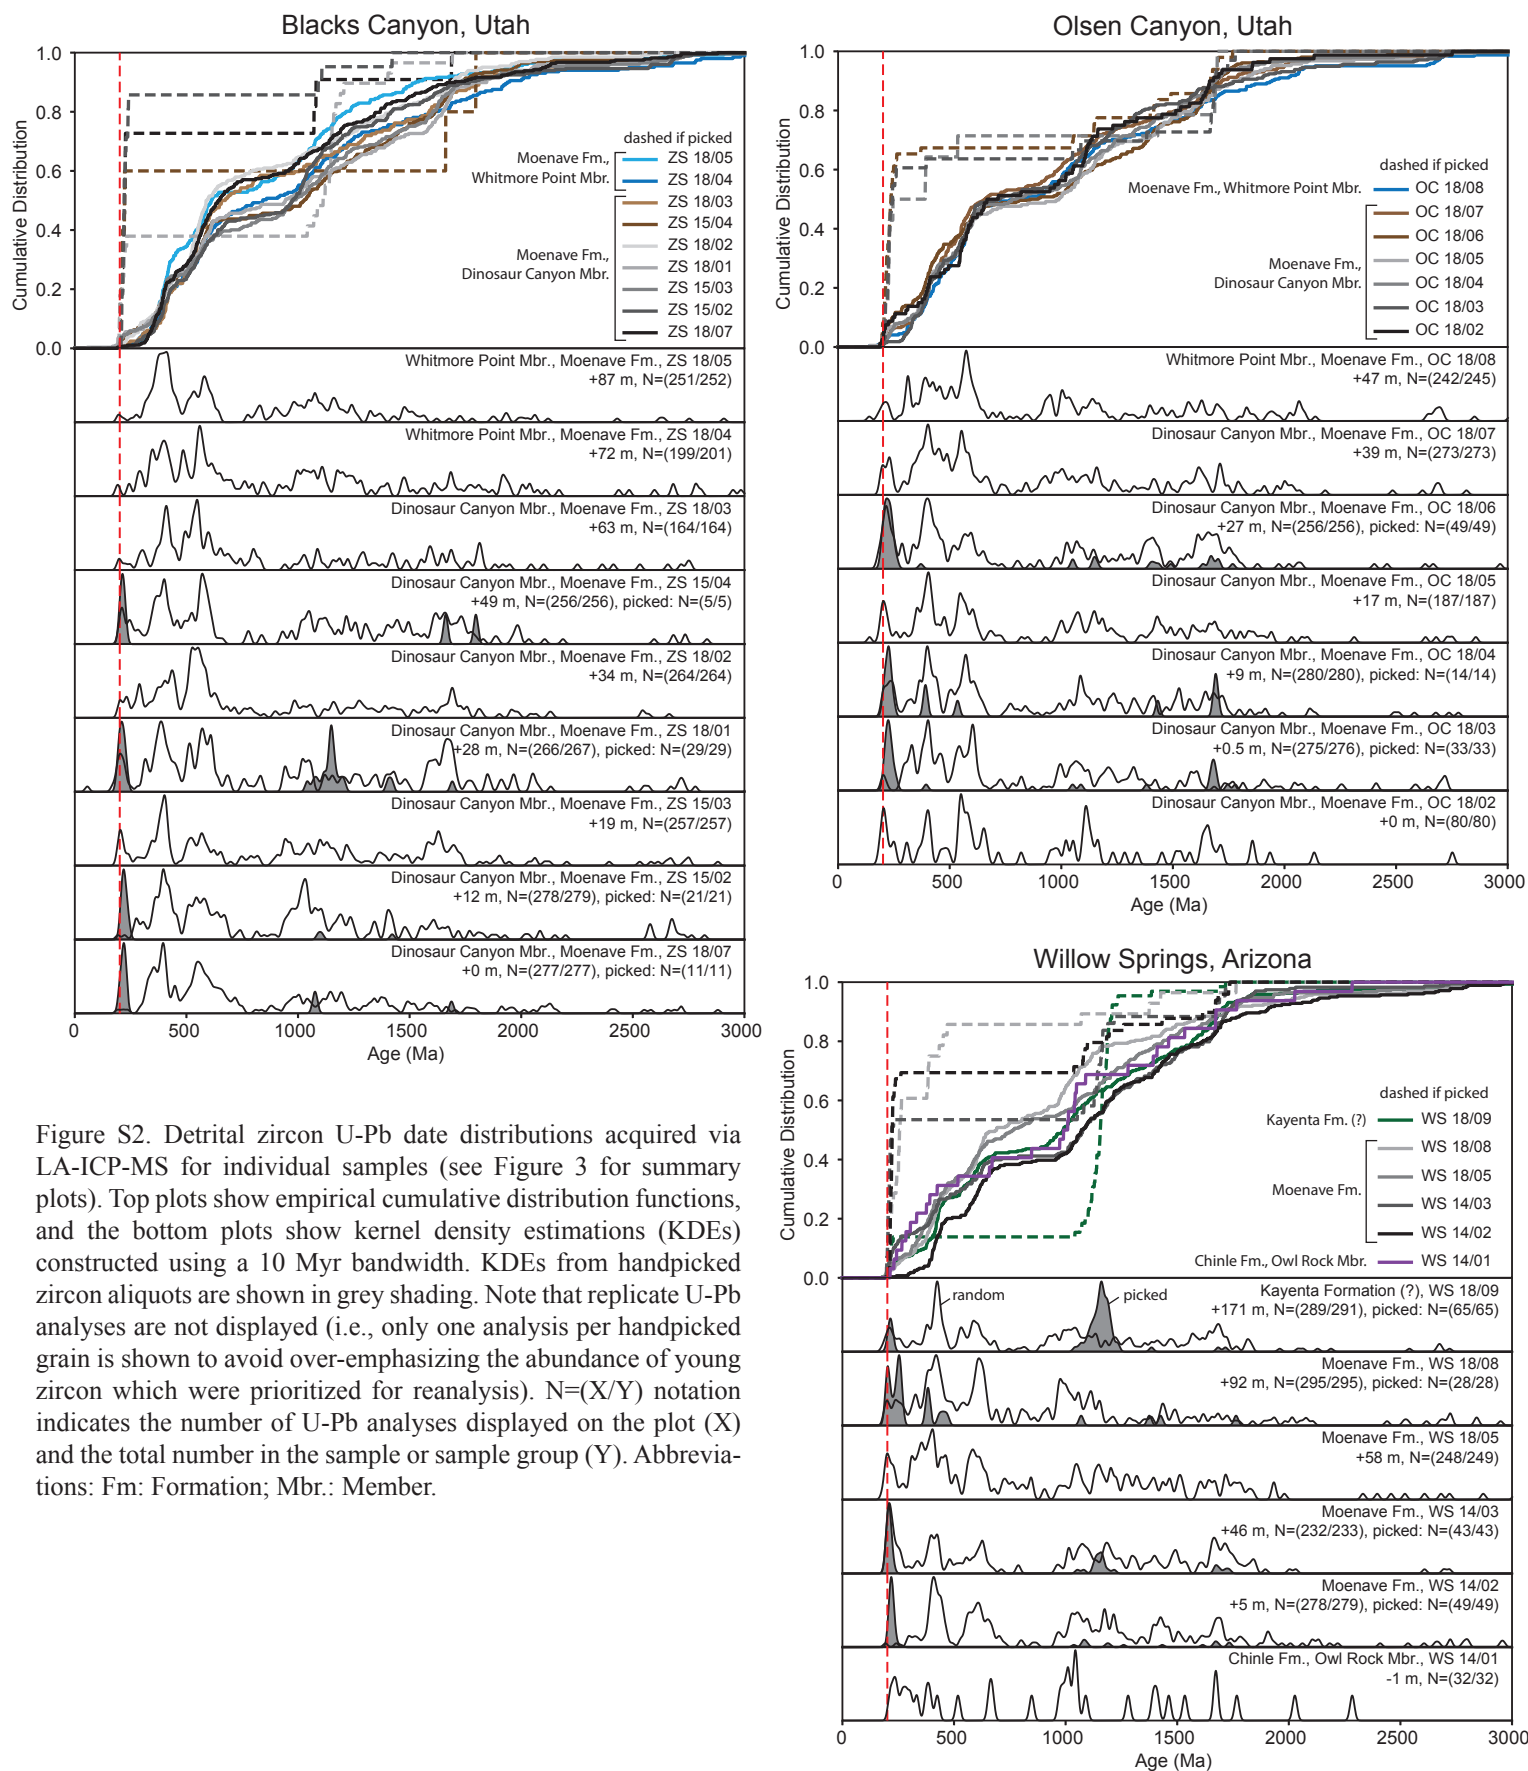 Blacks Canyon, Utah
1.0
0.8
0.6
0.4
0.2
0.0
Cumulative Distribution
dashed if picked
Moenave Fm.,
Whitmore Point Mbr.
ZS 18/05
ZS 18/04
ZS 18/03
ZS 15/04
ZS 18/02
Moenave Fm.,
Dinosaur Canyon Mbr.
ZS 18/01
ZS 15/03
ZS 15/02
ZS 18/07
Whitmore Point Mbr., Moenave Fm., ZS 18/05
+87 m, N=(251/252)
Whitmore Point Mbr., Moenave Fm., ZS 18/04
+72 m, N=(199/201)
Dinosaur Canyon Mbr., Moenave Fm., ZS 18/03
+63 m, N=(164/164)
Dinosaur Canyon Mbr., Moenave Fm., ZS 15/04
+49 m, N=(256/256), picked: N=(5/5)
Dinosaur Canyon Mbr., Moenave Fm., ZS 18/02
+34 m, N=(264/264)
Dinosaur Canyon Mbr., Moenave Fm., ZS 18/01
+28 m, N=(266/267), picked: N=(29/29)
Dinosaur Canyon Mbr., Moenave Fm., ZS 15/03
+19 m, N=(257/257)
Dinosaur Canyon Mbr., Moenave Fm., ZS 15/02
+12 m, N=(278/279), picked: N=(21/21)
Dinosaur Canyon Mbr., Moenave Fm., ZS 18/07
+0 m, N=(277/277), picked: N=(11/11)
0 500 1000 1500 2000 2500 3000
Age (Ma)
Olsen Canyon, Utah
1.0
0.8
0.6
0.4
0.2
0.0
Cumulative Distribution
dashed if picked
Moenave Fm., Whitmore Point Mbr.
OC 18/08
OC 18/07
OC 18/06
OC 18/05
Moenave Fm.,
Dinosaur Canyon Mbr.
OC 18/04
OC 18/03
OC 18/02
Whitmore Point Mbr., Moenave Fm., OC 18/08
+47 m, N=(242/245)
Dinosaur Canyon Mbr., Moenave Fm., OC 18/07
+39 m, N=(273/273)
Dinosaur Canyon Mbr., Moenave Fm., OC 18/06
+27 m, N=(256/256), picked: N=(49/49)
Dinosaur Canyon Mbr., Moenave Fm., OC 18/05
+17 m, N=(187/187)
Dinosaur Canyon Mbr., Moenave Fm., OC 18/04
+9 m, N=(280/280), picked: N=(14/14)
Dinosaur Canyon Mbr., Moenave Fm., OC 18/03
+0.5 m, N=(275/276), picked: N=(33/33)
Dinosaur Canyon Mbr., Moenave Fm., OC 18/02
+0 m, N=(80/80)
0 500 1000 1500 2000 2500 3000
Age (Ma)
Willow Springs, Arizona
1.0
0.8
0.6
0.4
0.2
0.0
Cumulative Distribution
dashed if picked
Kayenta Fm. (?)
WS 18/09
WS 18/08
WS 18/05
Moenave Fm.
WS 14/03
WS 14/02
Chinle Fm., Owl Rock Mbr.
WS 14/01
random
picked
Kayenta Formation (?), WS 18/09
+171 m, N=(289/291), picked: N=(65/65)
Moenave Fm., WS 18/08
+92 m, N=(295/295), picked: N=(28/28)
Moenave Fm., WS 18/05
+58 m, N=(248/249)
Moenave Fm., WS 14/03
+46 m, N=(232/233), picked: N=(43/43)
Moenave Fm., WS 14/02
+5 m, N=(278/279), picked: N=(49/49)
Chinle Fm., Owl Rock Mbr., WS 14/01
-1 m, N=(32/32)
0 500 1000 1500 2000 2500 3000
Age (Ma)
Figure S2. Detrital zircon U-Pb date distributions acquired via
LA-ICP-MS for individual samples (see Figure 3 for summary
plots). Top plots show empirical cumulative distribution functions,
and the bottom plots show kernel density estimations (KDEs)
constructed using a 10 Myr bandwidth. KDEs from handpicked
zircon aliquots are shown in grey shading. Note that replicate U-Pb
analyses are not displayed (i.e., only one analysis per handpicked
grain is shown to avoid over-emphasizing the abundance of young
zircon which were prioritized for reanalysis). N=(X/Y) notation
indicates the number of U-Pb analyses displayed on the plot (X)
and the total number in the sample or sample group (Y). Abbrevia-
tions: Fm: Formation; Mbr.: Member.